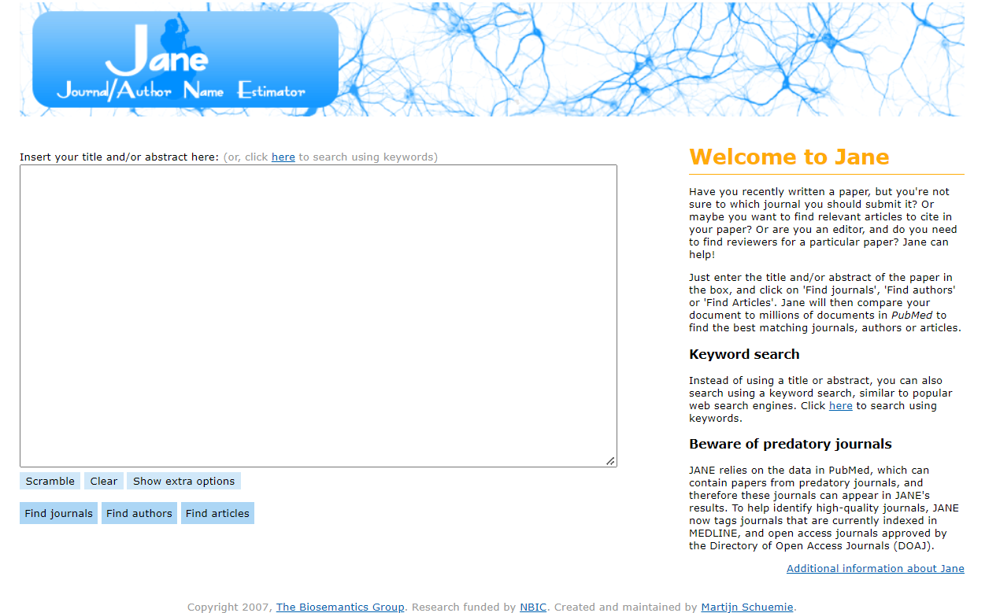 Jane
Journal/Author Name Estimator
Insert your title and/or abstract here: (or, click here to search using keywords)
Scramble Clear Show extra options
Find journals Find authors Find articles
Welcome to Jane
Have you recently written a paper, but you're not
sure to which journal you should submit it? Or
maybe you want to find relevant articles to cite in
your paper? Or are you an editor, and do you need
to find reviewers for a particular paper? Jane can
help!
Just enter the title and/or abstract of the paper in
the box, and click on 'Find journals', 'Find authors'
or 'Find Articles'. Jane will then compare your
document to millions of documents in PubMed to
find the best matching journals, authors or articles.
Keyword search
Instead of using a title or abstract, you can also
search using a keyword search, similar to popular
web search engines. Click here to search using
keywords.
Beware of predatory journals
JANE relies on the data in PubMed, which can
contain papers from predatory journals, and
therefore these journals can appear in JANE's
results. To help identify high-quality journals, JANE
now tags journals that are currently indexed in
MEDLINE, and open access journals approved by
the Directory of Open Access Journals (DOAJ).
Additional information about Jane
Copyright 2007, The Biosemantics Group. Research funded by NBIC. Created and maintained by Martijn Schuemie.